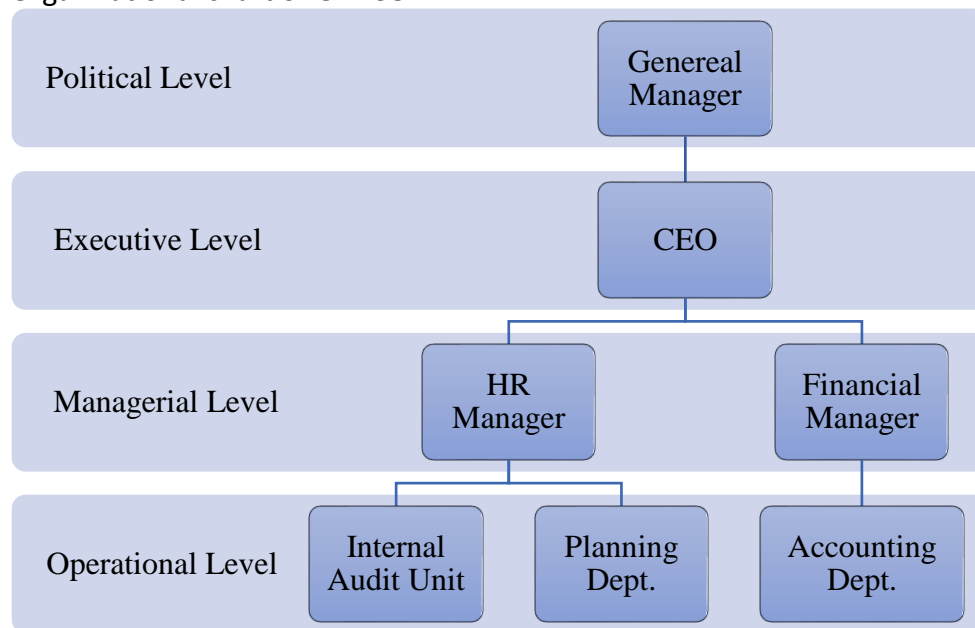 Political Level
Genereal
Manager
Executive Level
CEO
Managerial Level
HR
Manager
Financial
Manager
Operational Level
Internal
Audit Unit
Planning
Dept.
Accounting
Dept.